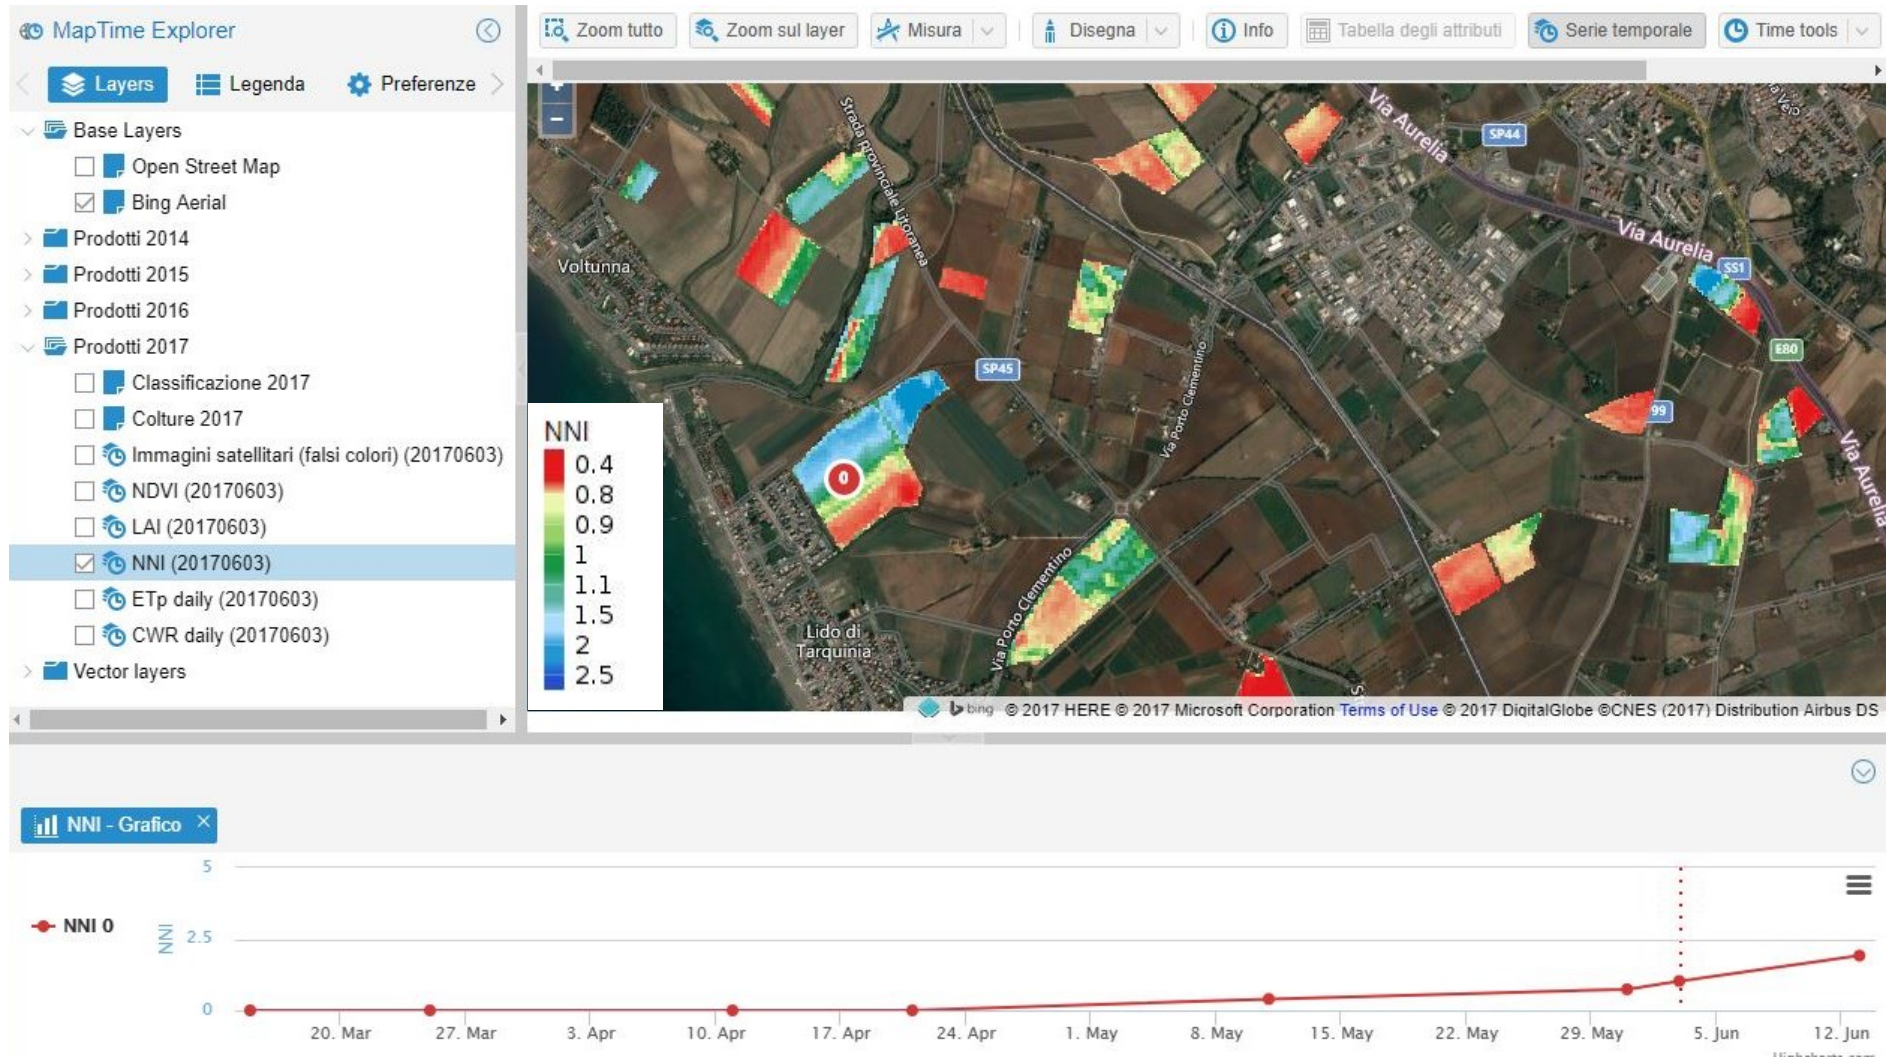 MapTime Explorer
Zoom tutto
Zoom sul layer
Misura
Disegna
Info
Tabella degli attributi
Serie temporale
Time tools
Layers
Legenda
Preferenze
Base Layers
Open Street Map
Bing Aerial
Prodotti 2014
Prodotti 2015
Prodotti 2016
Prodotti 2017
Classificazione 2017
Colture 2017
Immagini satellitari (falsi colori) (20170603)
NDVI (20170603)
LAI (20170603)
NNI (20170603)
ETp daily (20170603)
CWR daily (20170603)
Vector layers
Strada provinciale Litoranea
Via Aurelia
SP44
Via Aurelia
SS1
Voltunna
E80
SP45
Via Porto Clementino
99
Via Aurelia
0
Via Porto Clementino
Lido di
Tarquinia
NNI
0.4
0.8
0.9
1
1.1
1.5
2
2.5
bing © 2017 HERE © 2017 Microsoft Corporation Terms of Use © 2017 DigitalGlobe ©CNES (2017) Distribution Airbus DS
NNI - Grafico
NNI 0
NNI
5
2.5
0
20. Mar
27. Mar
3. Apr
10. Apr
17. Apr
24. Apr
1. May
8. May
15. May
22. May
29. May
5. Jun
12. Jun